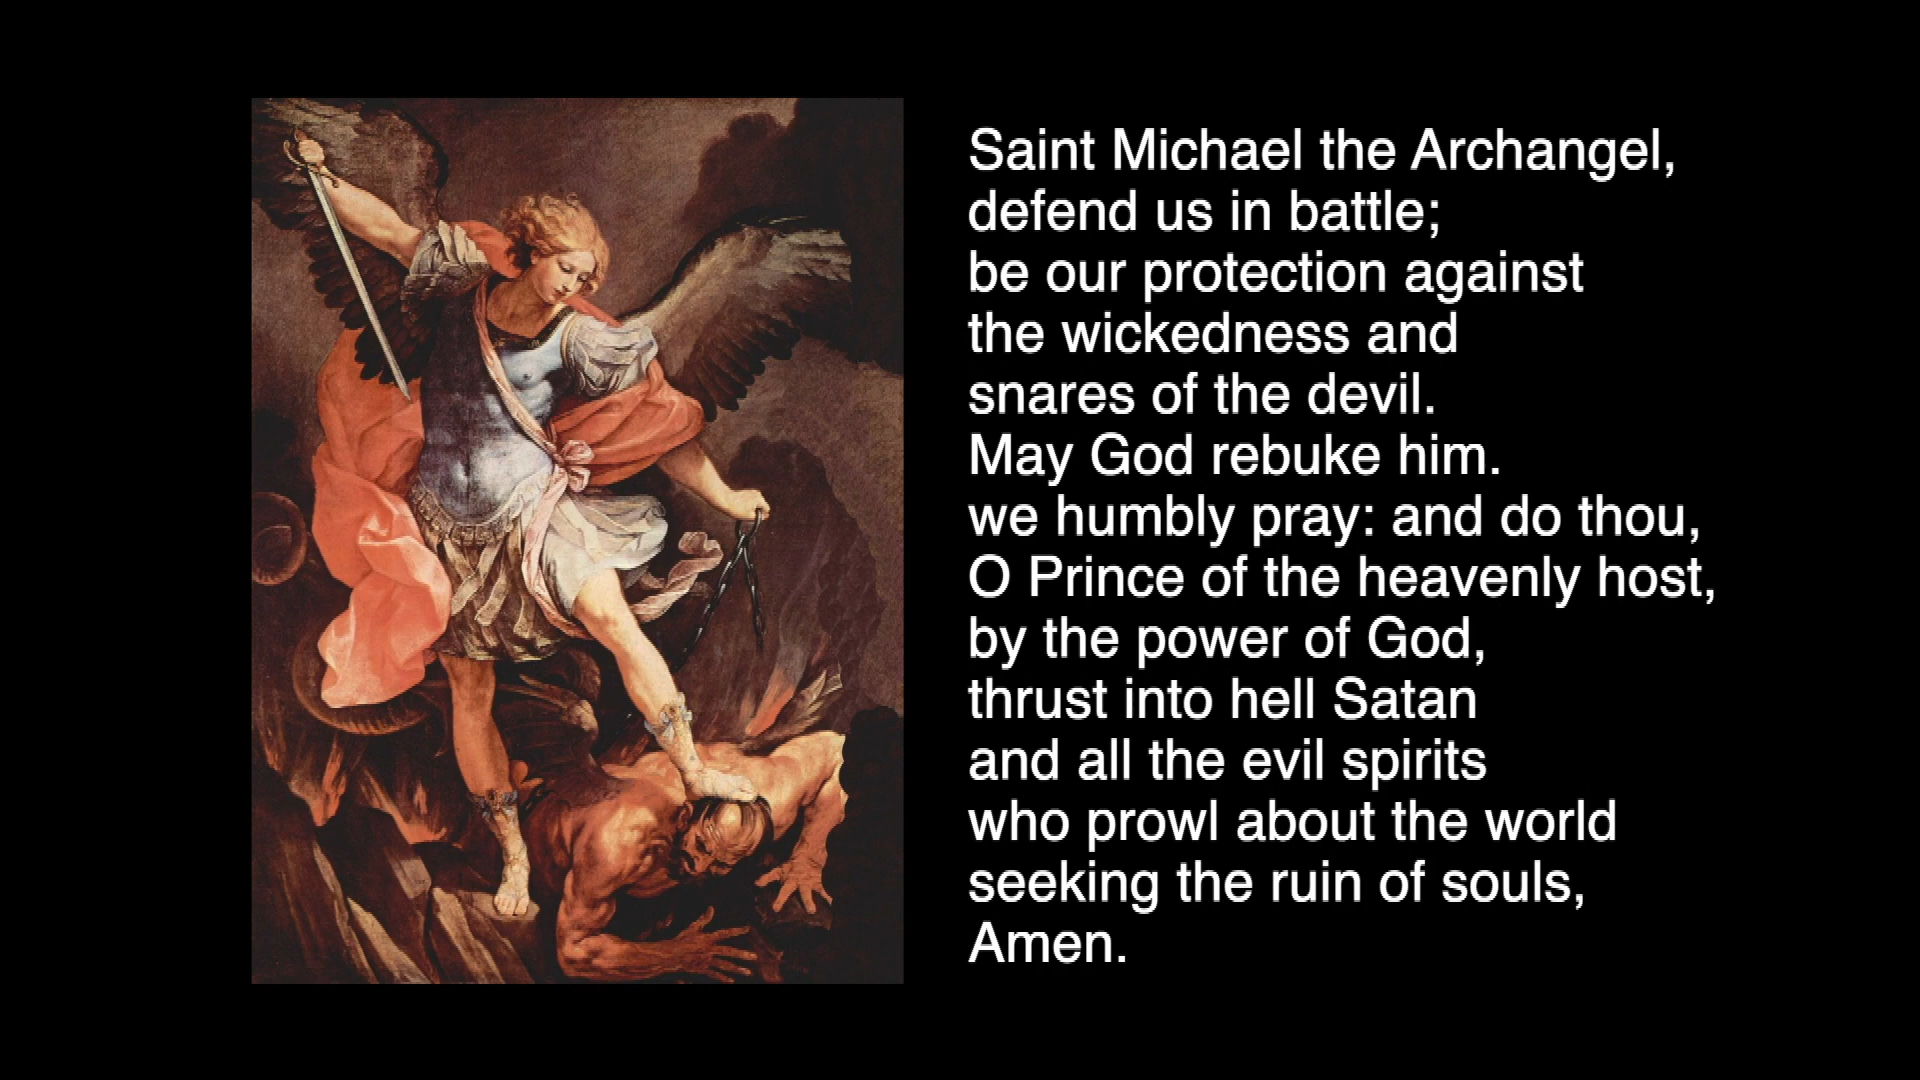 Saint Michael the Archangel,
defend us in battle;
be our protection against
the wickedness and
snares of the devil.
May God rebuke him.
we humbly pray: and do thou,
O Prince of the heavenly host,
by the power of God,
thrust into hell Satan
and all the evil spirits
who prowl about the world
seeking the ruin of souls,
Amen.